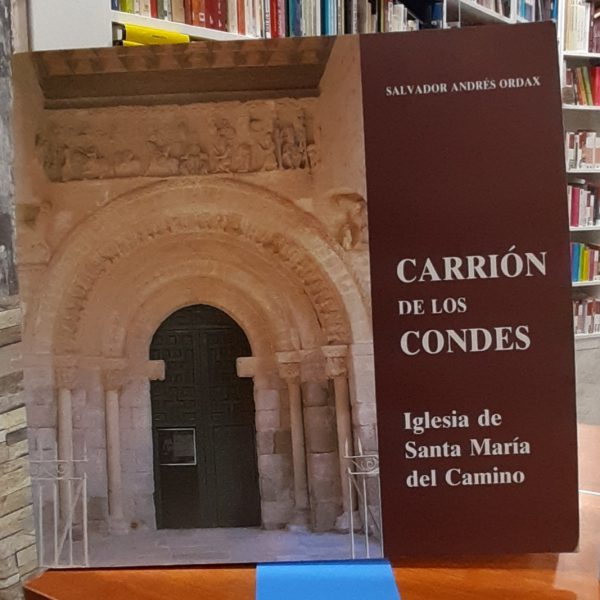 SALVADOR ANDRÉS ORDAX
CARRIÓN
DE LOS
CONDES
Iglesia de
Santa María
del Camino